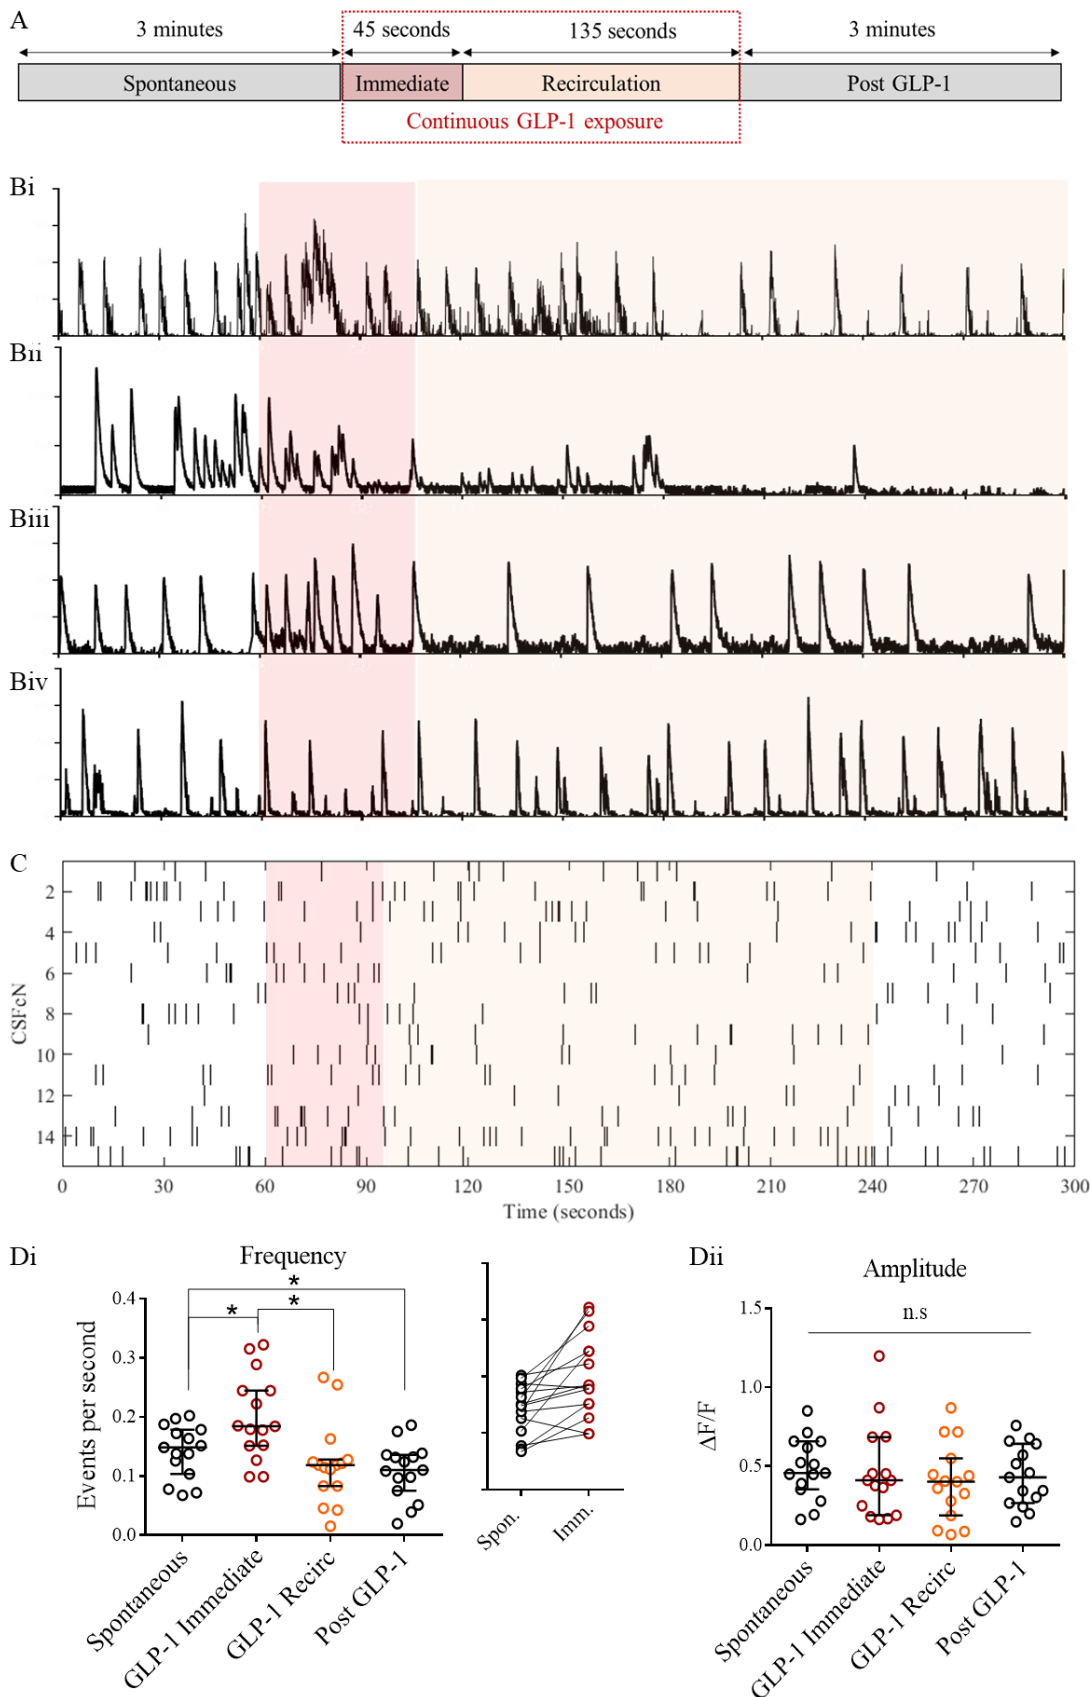 A
3 minutes 45 seconds 135 seconds 3 minutes
Spontaneous Immediate Recirculation Post GLP-1
Continuous GLP-1 exposure
Bi
Bii
Biii
Biv
C
2
4
6
8
10
12
14
CSFcN
0 30 60 90 120 150 180 210 240 270 300
Time (seconds)
Di
Frequency
* * *
0.4
0.3
0.2
0.1
0.0
Events per second
Spontaneous
GLP-1 Immediate
GLP-1 Recirc
Post GLP-1
Spon.
Imm.
Dii
Amplitude
n.s
1.5
1.0
0.5
0.0
ΔF/F
Spontaneous
GLP-1 Immediate
GLP-1 Recirc
Post GLP-1